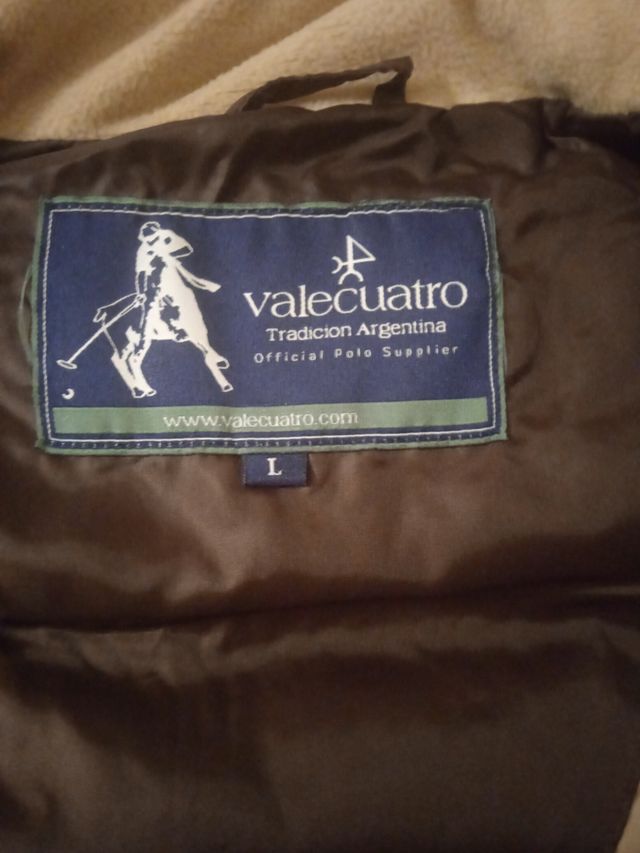 valecuatro
Tradicion Argentina
Official Polo Supplier
www.valecuatro.com
L